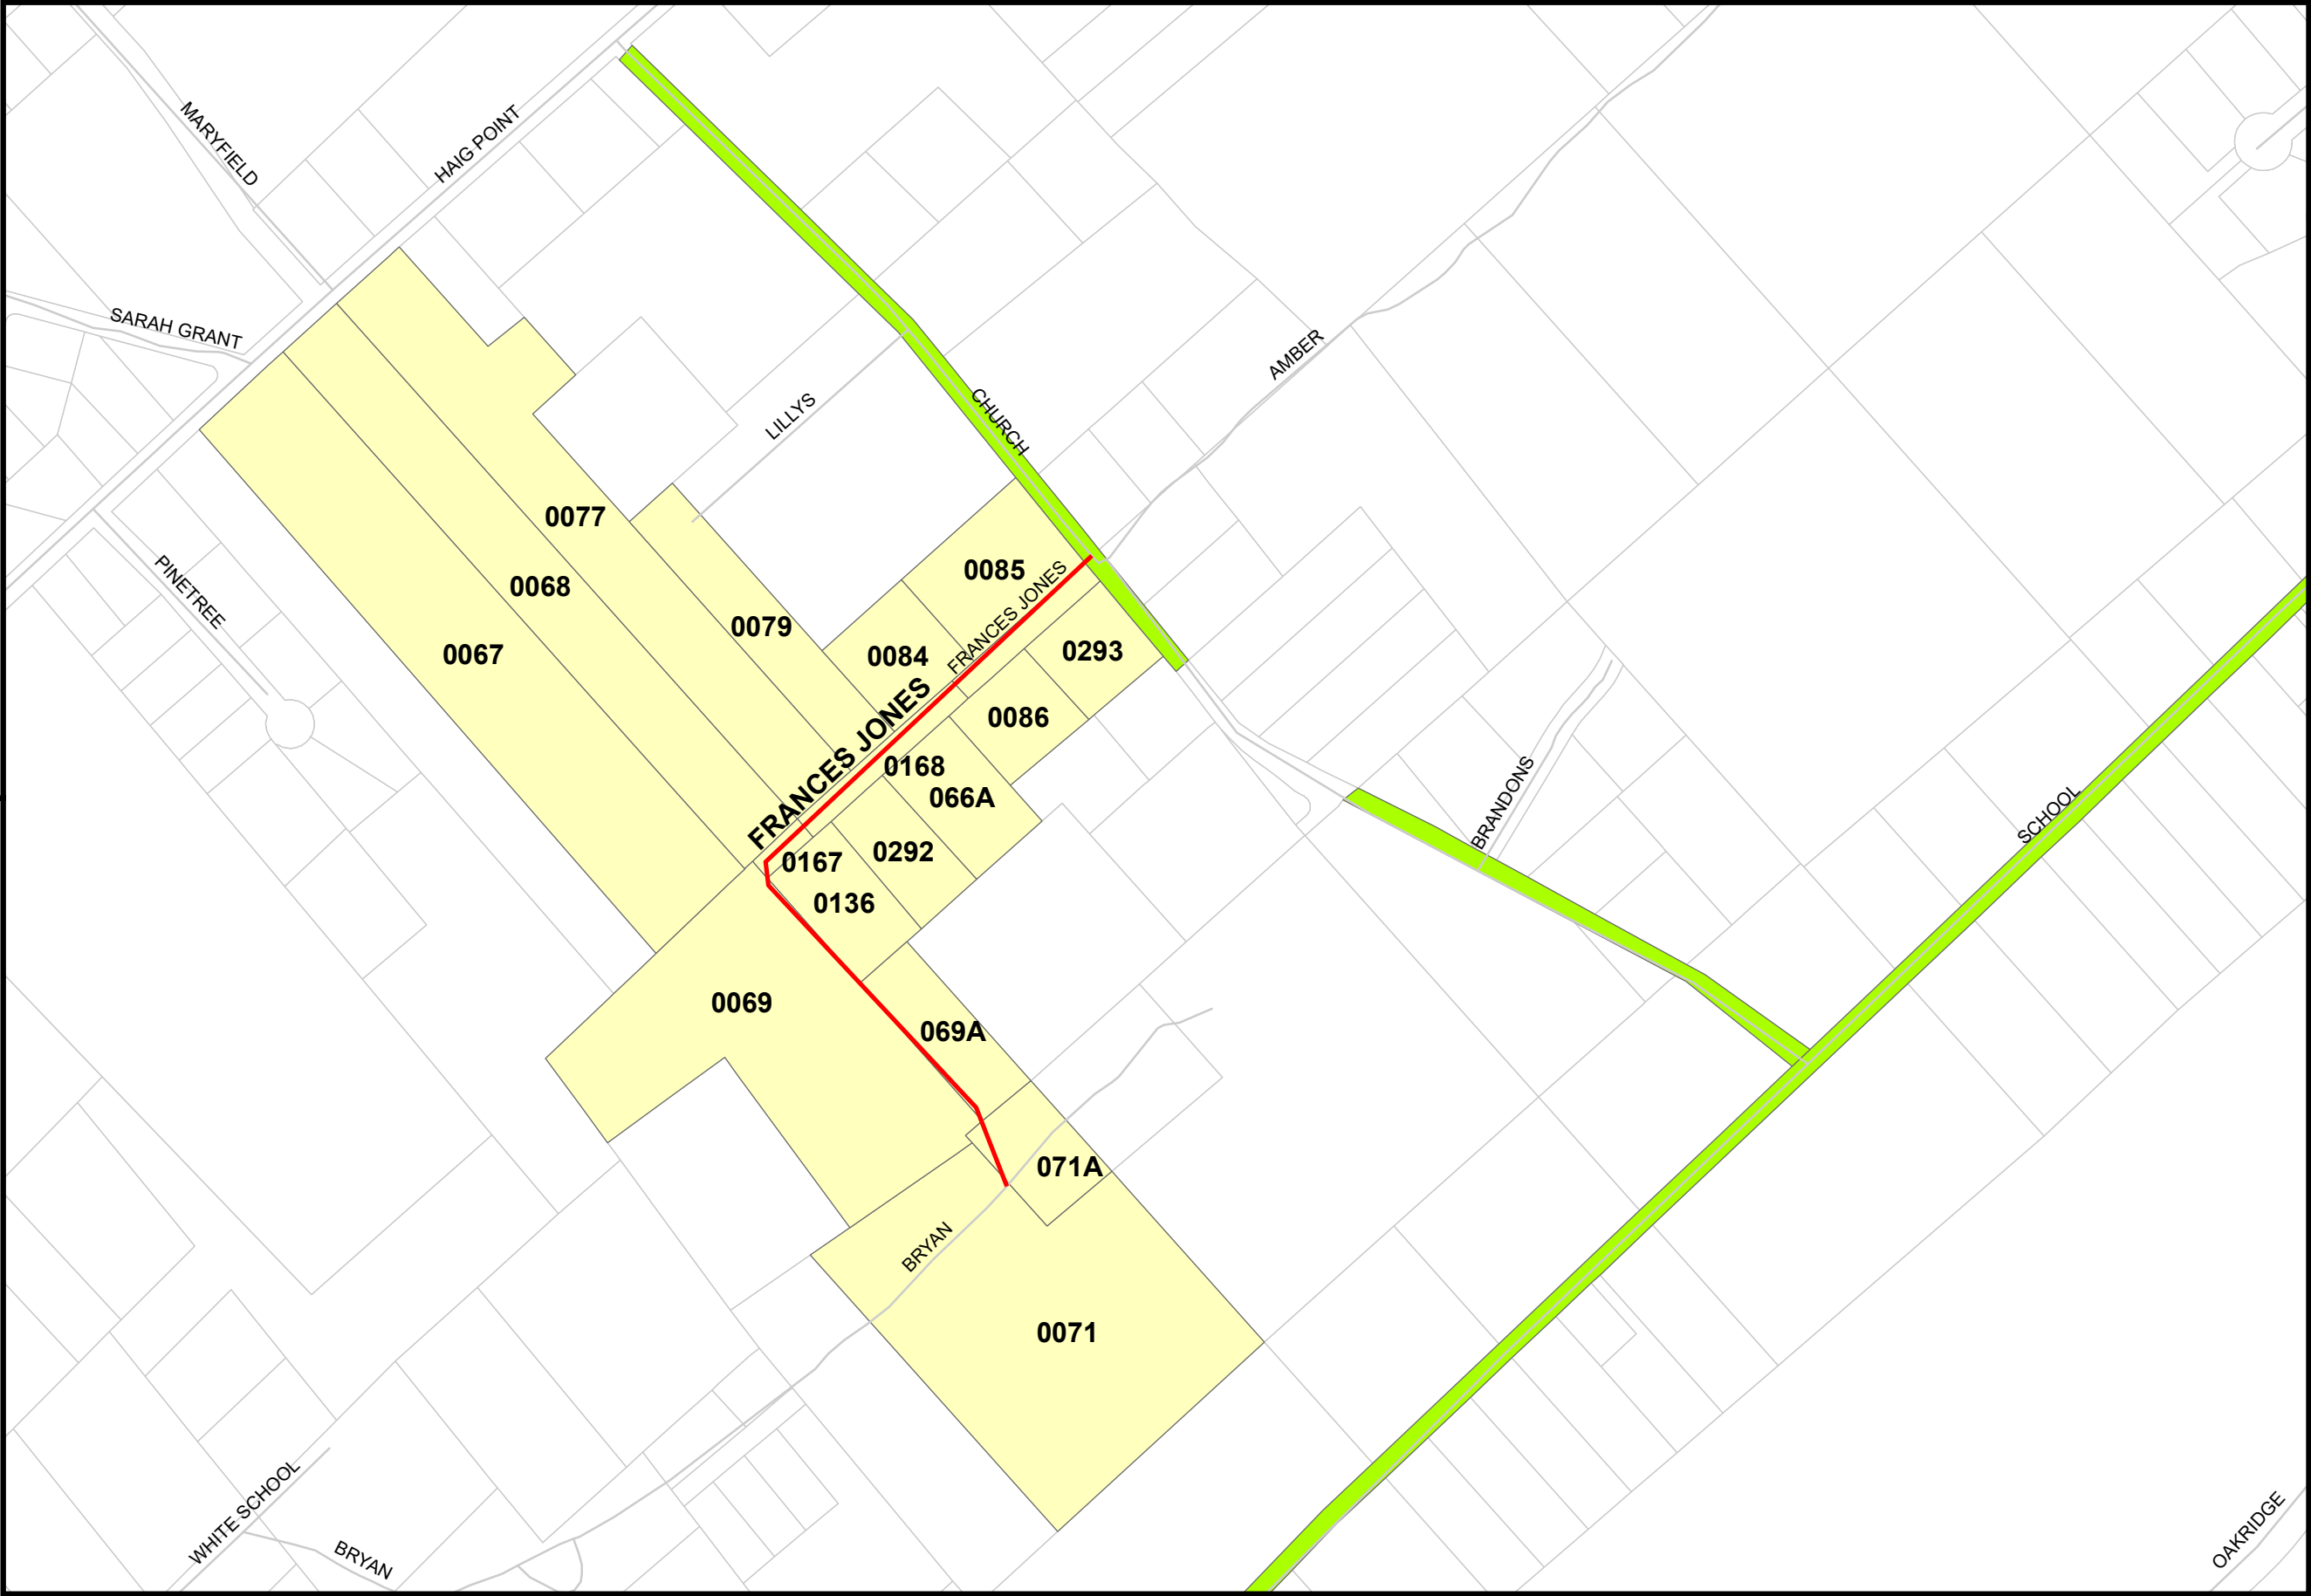 MARYFIELD
HAIG POINT
SARAH GRANT
LILLYS
CHURCH
AMBER
PINETREE
0077
0068
0067
0079
0085
FRANCES JONES
0084
0293
0086
FRANCES JONES
0168
066A
0167
0292
0136
BRANDONS
SCHOOL
0069
069A
071A
BRYAN
0071
WHITE SCHOOL
BRYAN
OAKRIDGE